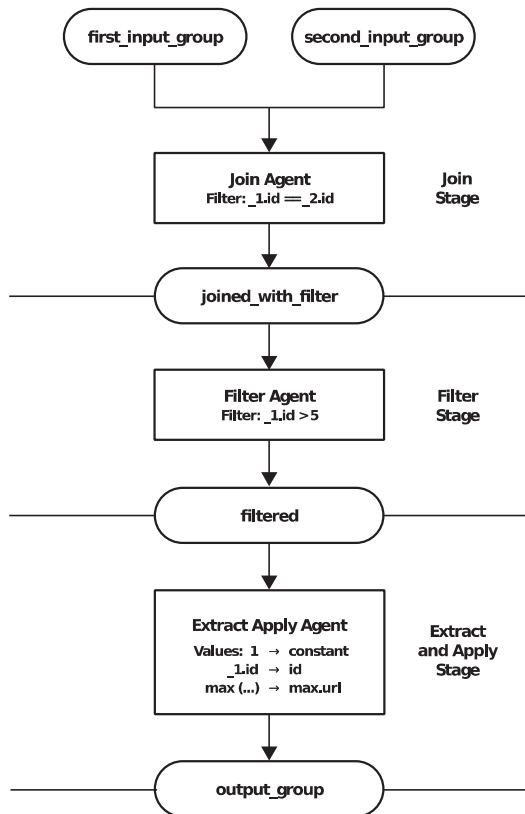 first_input_group
second_input_group
Join Agent
Filter: _1.id == _2.id
Join
Stage
joined_with_filter
Filter Agent
Filter: _1.id > 5
Filter
Stage
filtered
Extract Apply Agent
Values: 1 → constant
_1.id → id
max (...) → max.url
Extract
and Apply
Stage
output_group